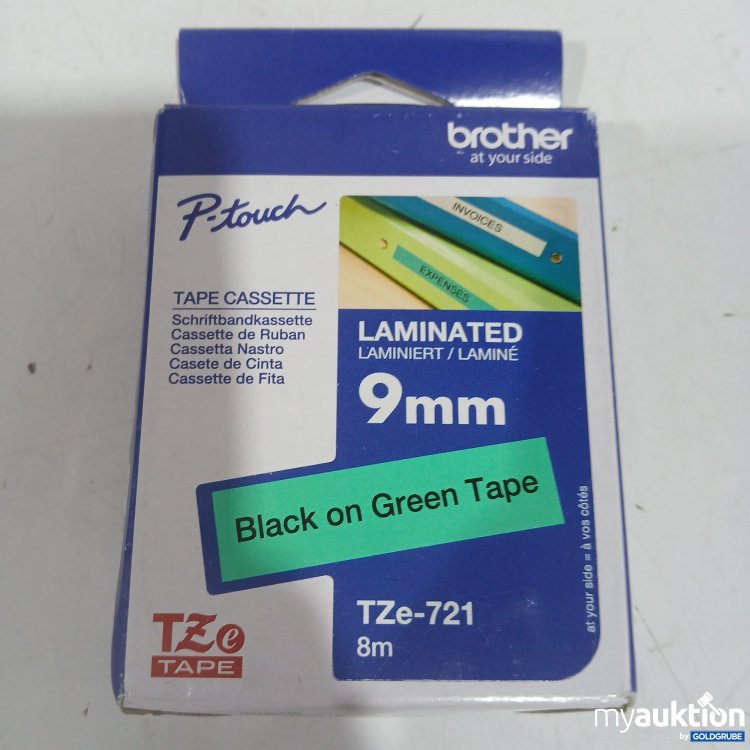 brother
at your side
P-touch
INVOICES
EXPENSES
TAPE CASSETTE
Schriftbandkassette
Cassette de Ruban
Cassetta Nastro
Casete de Cinta
Cassette de Fita
LAMINATED
LAMINIERT / LAMINÉ
9mm
Black on Green Tape
at your side = à vos côtés
TZe-721
8m
TZe
TAPE
myauktion
by GOLDGRUBE